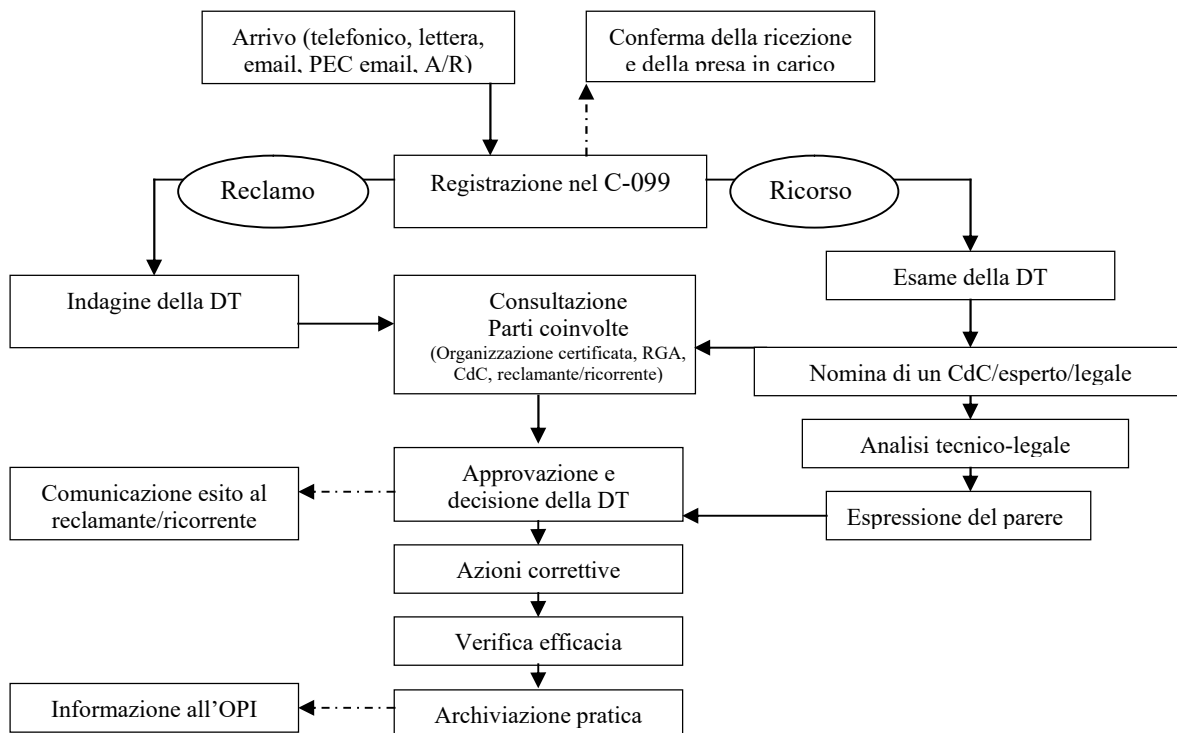 Arrivo (telefonico, lettera,
email, PEC email, A/R)
Conferma della ricezione
e della presa in carico
Reclamo
Registrazione nel C-099
Ricorso
Indagine della DT
Consultazione
Parti coinvolte
(Organizzazione certificata, RGA,
CdC, reclamante/ricorrente)
Esame della DT
Nomina di un CdC/esperto/legale
Analisi tecnico-legale
Comunicazione esito al
reclamante/ricorrente
Approvazione e
decisione della DT
Espressione del parere
Azioni correttive
Verifica efficacia
Informazione all’OPI
Archiviazione pratica